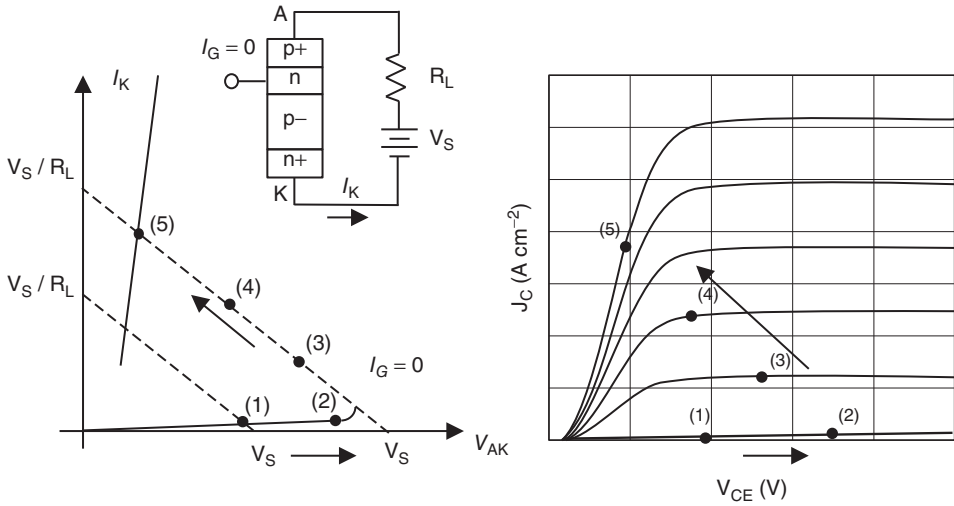 A
I_G = 0
p+
n
p−
n+
K
R_L
V_S
I_K
I_K
V_S / R_L
V_S / R_L
(5)
(4)
(3)
I_G = 0
(1)
(2)
V_S
V_S
V_AK
J_C (A cm⁻²)
(5)
(4)
(3)
(1)
(2)
V_CE (V)